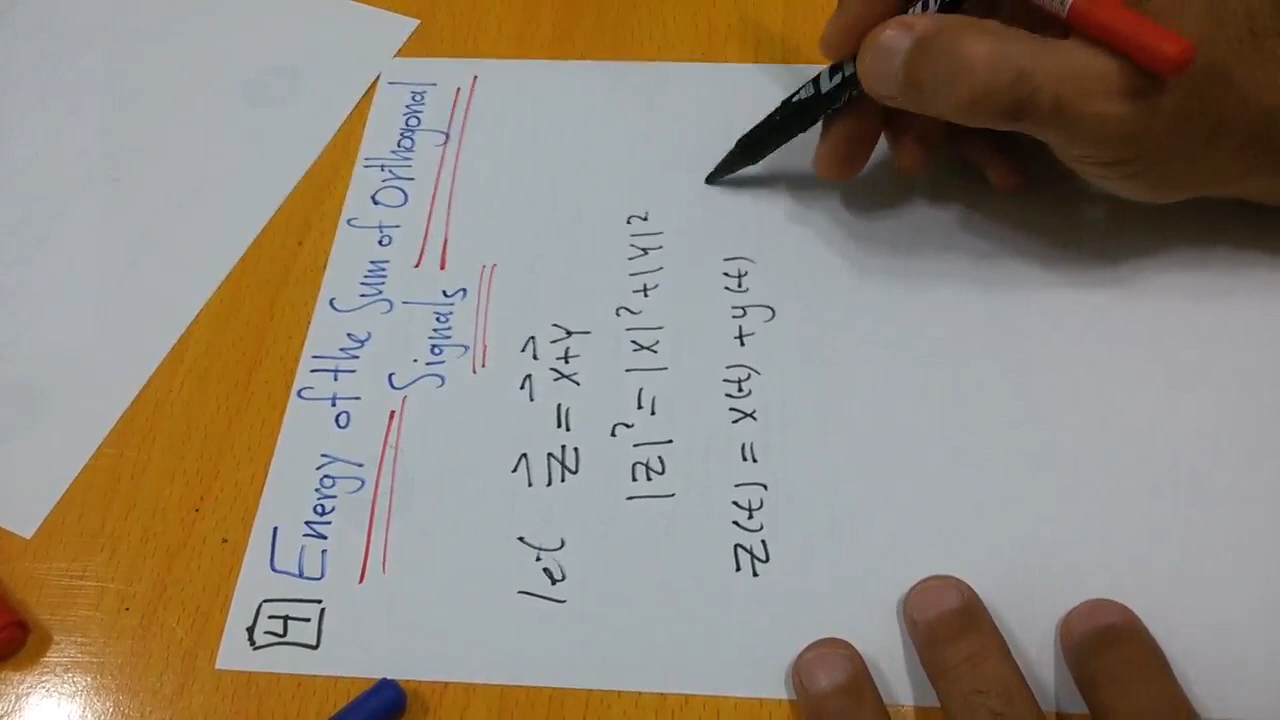 4 Energy of the Sum of Orthogonal
Signals
let z⃗ = x⃗ + y⃗
|z|² = |x|² + |y|²
z(t) = x(t) + y(t)